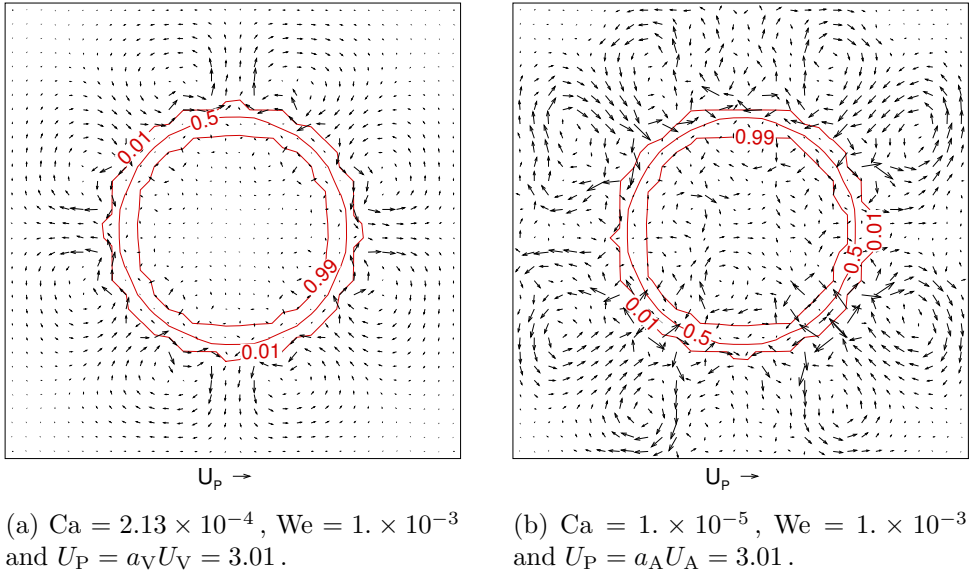 0.01
0.5
0.99
0.01
U_P →
0.99
0.01
0.5
0.01
0.5
U_P →
(a) Ca = 2.13 × 10⁻⁴ , We = 1. × 10⁻³
and U_P = a_V U_V = 3.01 .
(b) Ca = 1. × 10⁻⁵ , We = 1. × 10⁻³
and U_P = a_A U_A = 3.01 .